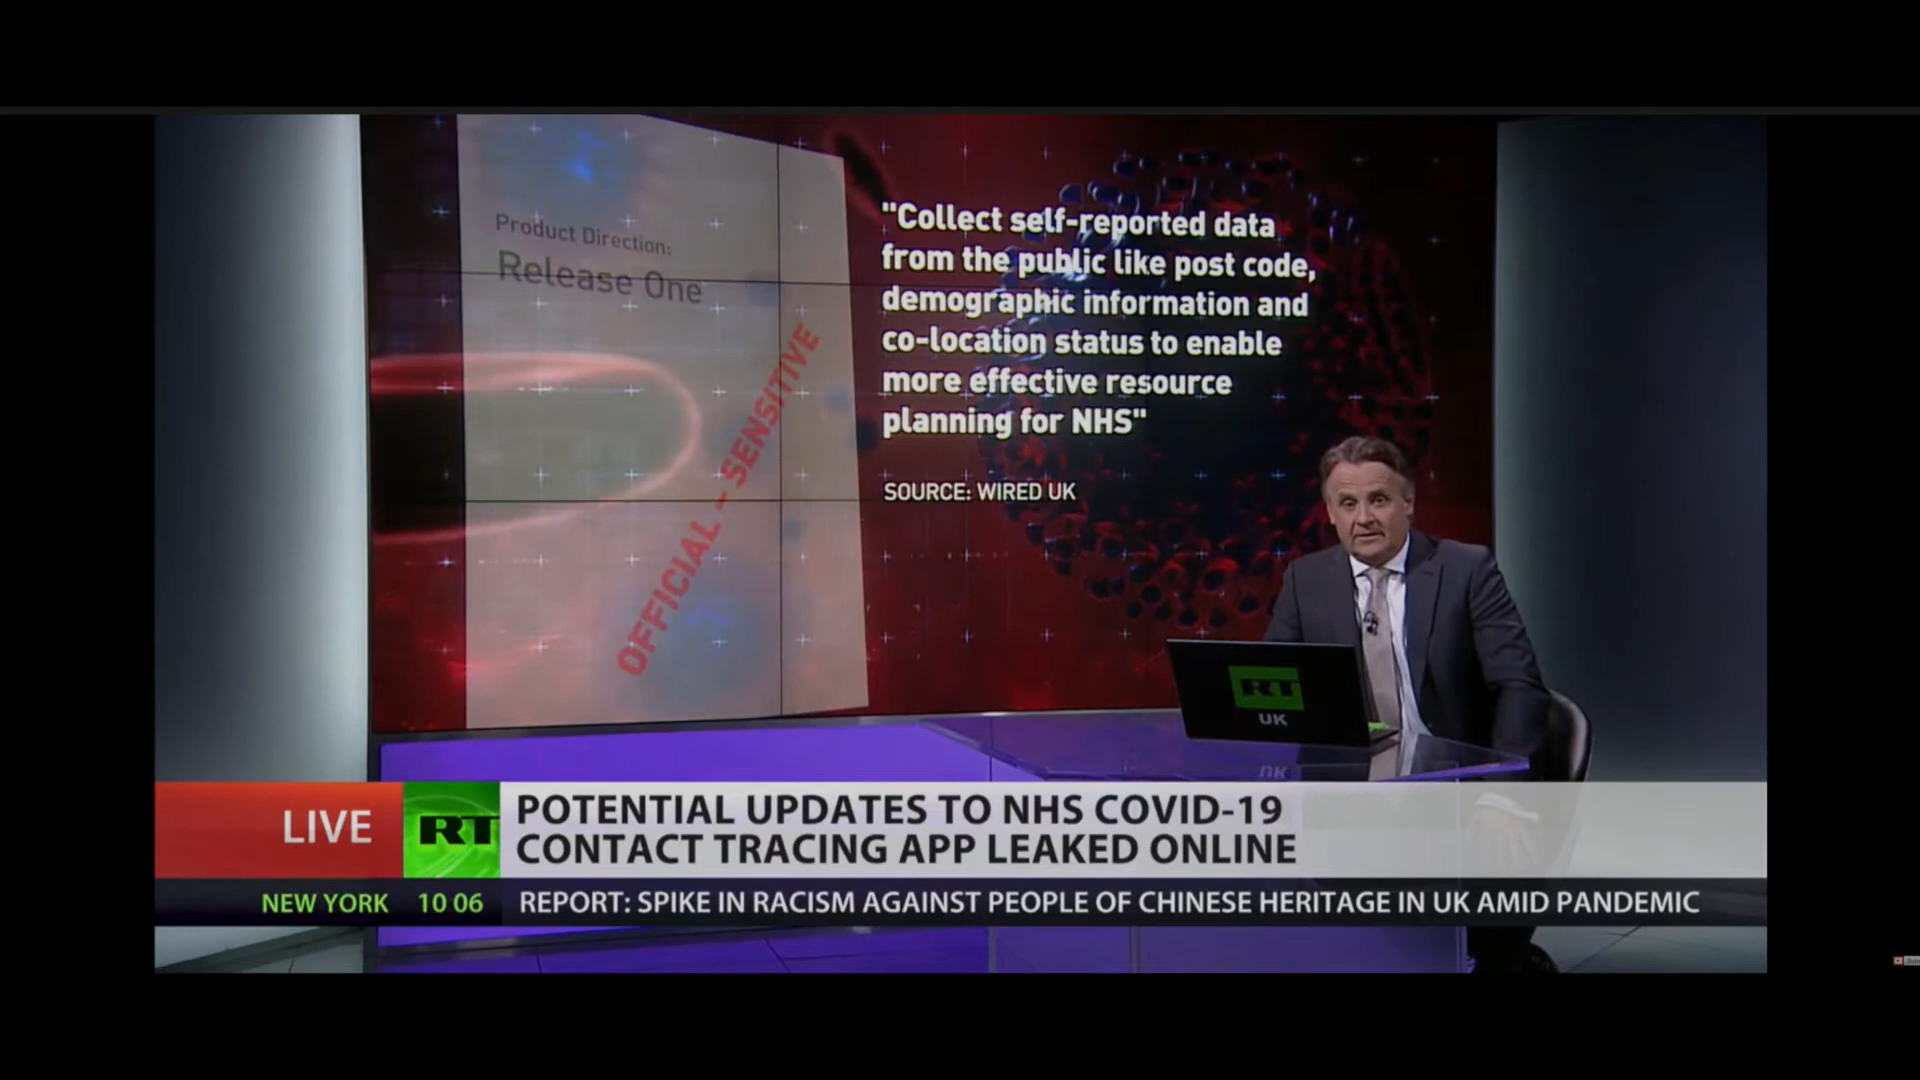 Product Direction:
Release One
OFFICIAL – SENSITIVE
"Collect self-reported data
from the public like post code,
demographic information and
co-location status to enable
more effective resource
planning for NHS"
SOURCE: WIRED UK
RT
UK
LIVE
RT
POTENTIAL UPDATES TO NHS COVID-19
CONTACT TRACING APP LEAKED ONLINE
NEW YORK 10 06
REPORT: SPIKE IN RACISM AGAINST PEOPLE OF CHINESE HERITAGE IN UK AMID PANDEMIC